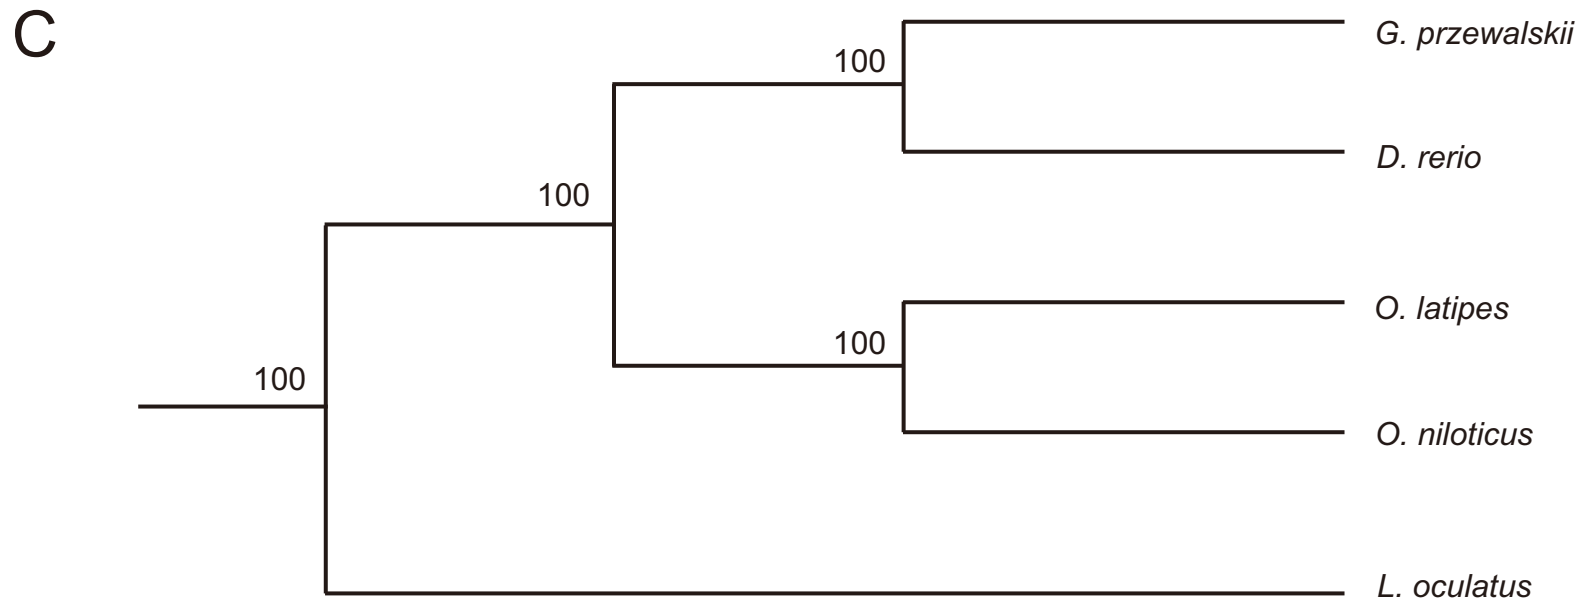 C
G. przewalskii
100
D. rerio
100
O. latipes
100
O. niloticus
100
L. oculatus